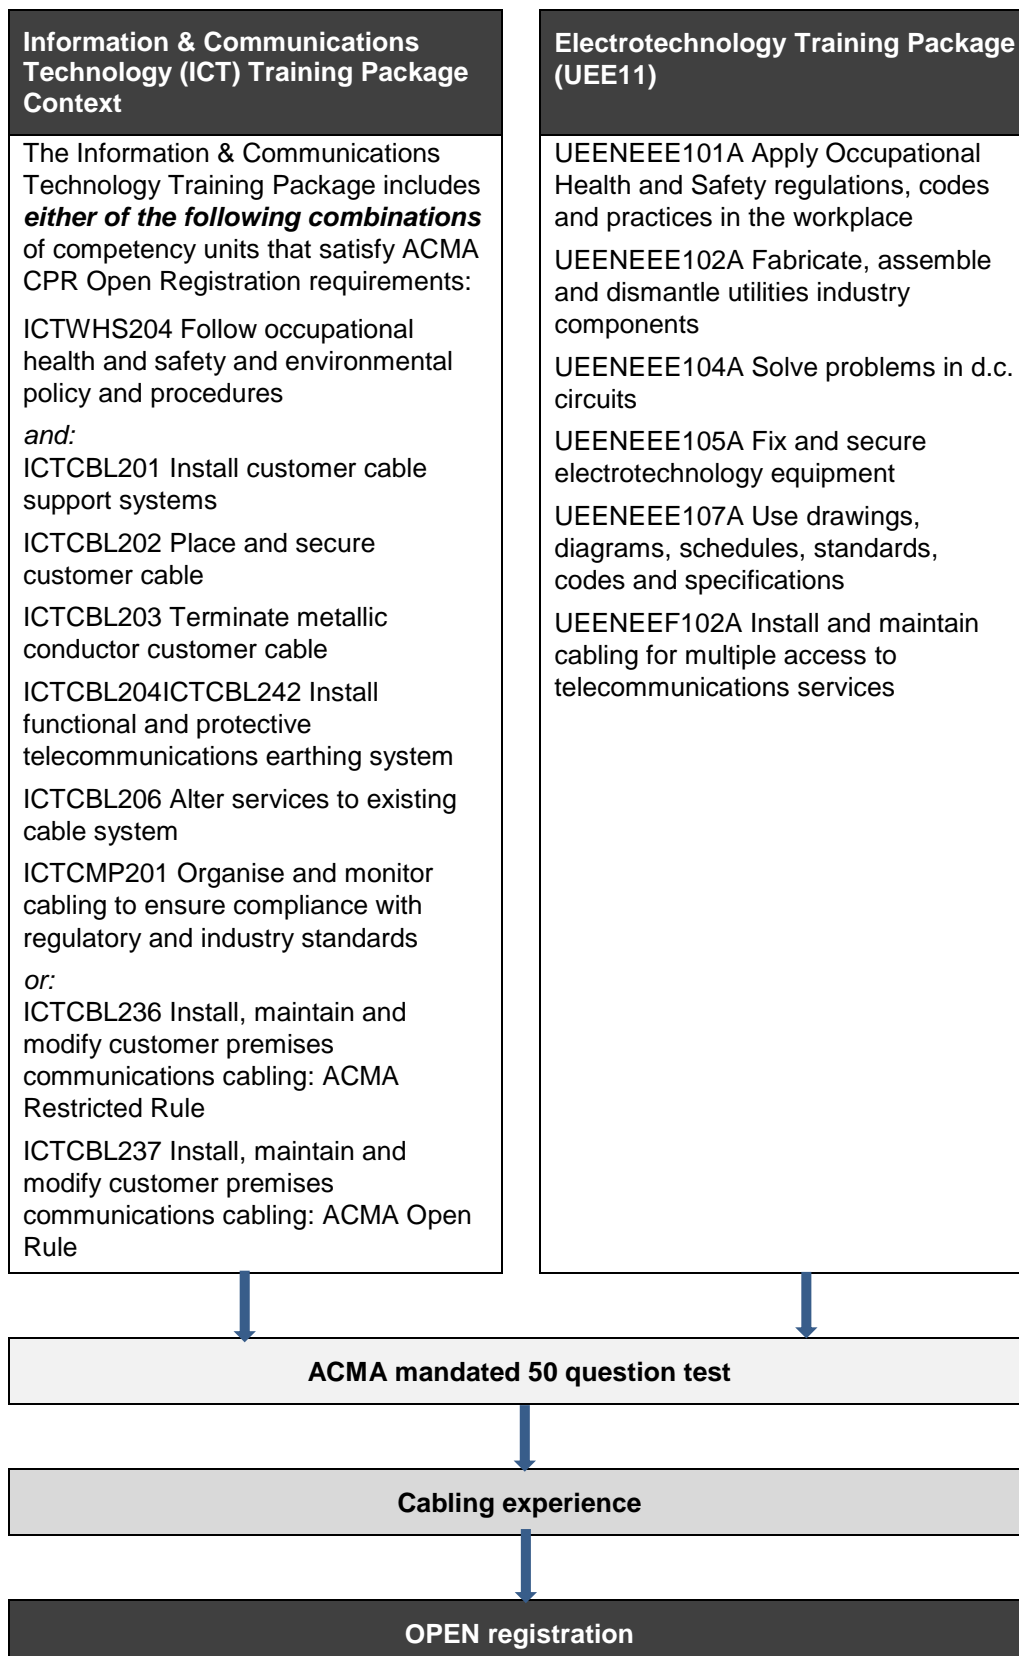 Information & Communications
Technology (ICT) Training Package
Context
The Information & Communications
Technology Training Package includes
either of the following combinations
of competency units that satisfy ACMA
CPR Open Registration requirements:
ICTWHS204 Follow occupational
health and safety and environmental
policy and procedures
and:
ICTCBL201 Install customer cable
support systems
ICTCBL202 Place and secure
customer cable
ICTCBL203 Terminate metallic
conductor customer cable
ICTCBL204ICTCBL242 Install
functional and protective
telecommunications earthing system
ICTCBL206 Alter services to existing
cable system
ICTCMP201 Organise and monitor
cabling to ensure compliance with
regulatory and industry standards
or:
ICTCBL236 Install, maintain and
modify customer premises
communications cabling: ACMA
Restricted Rule
ICTCBL237 Install, maintain and
modify customer premises
communications cabling: ACMA Open
Rule
Electrotechnology Training Package
(UEE11)
UEENEEE101A Apply Occupational
Health and Safety regulations, codes
and practices in the workplace
UEENEEE102A Fabricate, assemble
and dismantle utilities industry
components
UEENEEE104A Solve problems in d.c.
circuits
UEENEEE105A Fix and secure
electrotechnology equipment
UEENEEE107A Use drawings,
diagrams, schedules, standards,
codes and specifications
UEENEEF102A Install and maintain
cabling for multiple access to
telecommunications services
ACMA mandated 50 question test
Cabling experience
OPEN registration